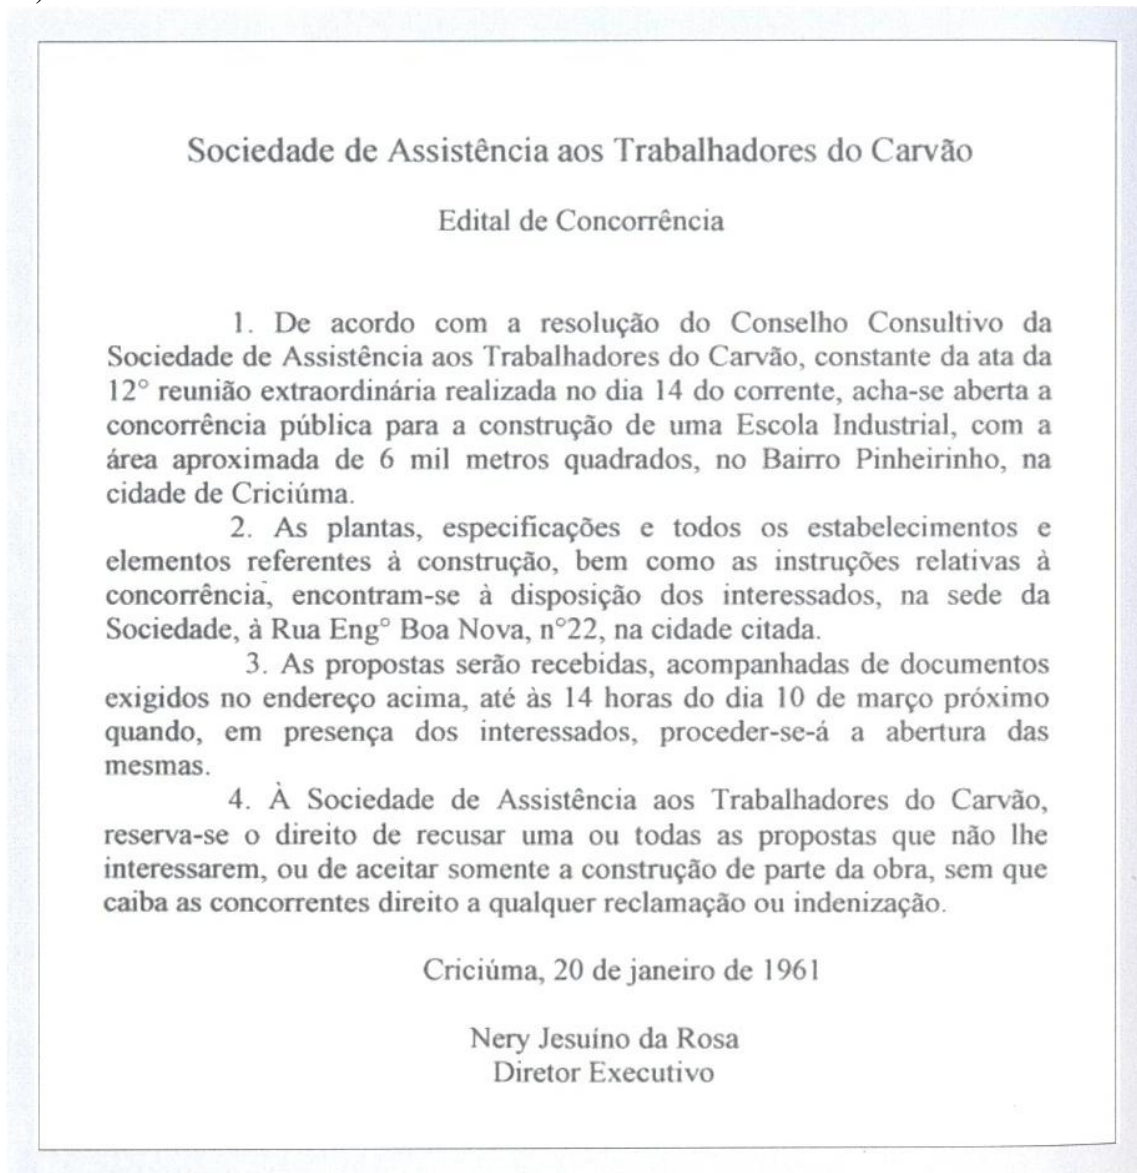 Sociedade de Assistência aos Trabalhadores do Carvão
Edital de Concorrência
1. De acordo com a resolução do Conselho Consultivo da
Sociedade de Assistência aos Trabalhadores do Carvão, constante da ata da
12° reunião extraordinária realizada no dia 14 do corrente, acha-se aberta a
concorrência pública para a construção de uma Escola Industrial, com a
área aproximada de 6 mil metros quadrados, no Bairro Pinheirinho, na
cidade de Criciúma.
2. As plantas, especificações e todos os estabelecimentos e
elementos referentes à construção, bem como as instruções relativas à
concorrência, encontram-se à disposição dos interessados, na sede da
Sociedade, à Rua Eng° Boa Nova, n°22, na cidade citada.
3. As propostas serão recebidas, acompanhadas de documentos
exigidos no endereço acima, até às 14 horas do dia 10 de março próximo
quando, em presença dos interessados, proceder-se-á a abertura das
mesmas.
4. À Sociedade de Assistência aos Trabalhadores do Carvão,
reserva-se o direito de recusar uma ou todas as propostas que não lhe
interessarem, ou de aceitar somente a construção de parte da obra, sem que
caiba as concorrentes direito a qualquer reclamação ou indenização.
Criciúma, 20 de janeiro de 1961
Nery Jesuíno da Rosa
Diretor Executivo